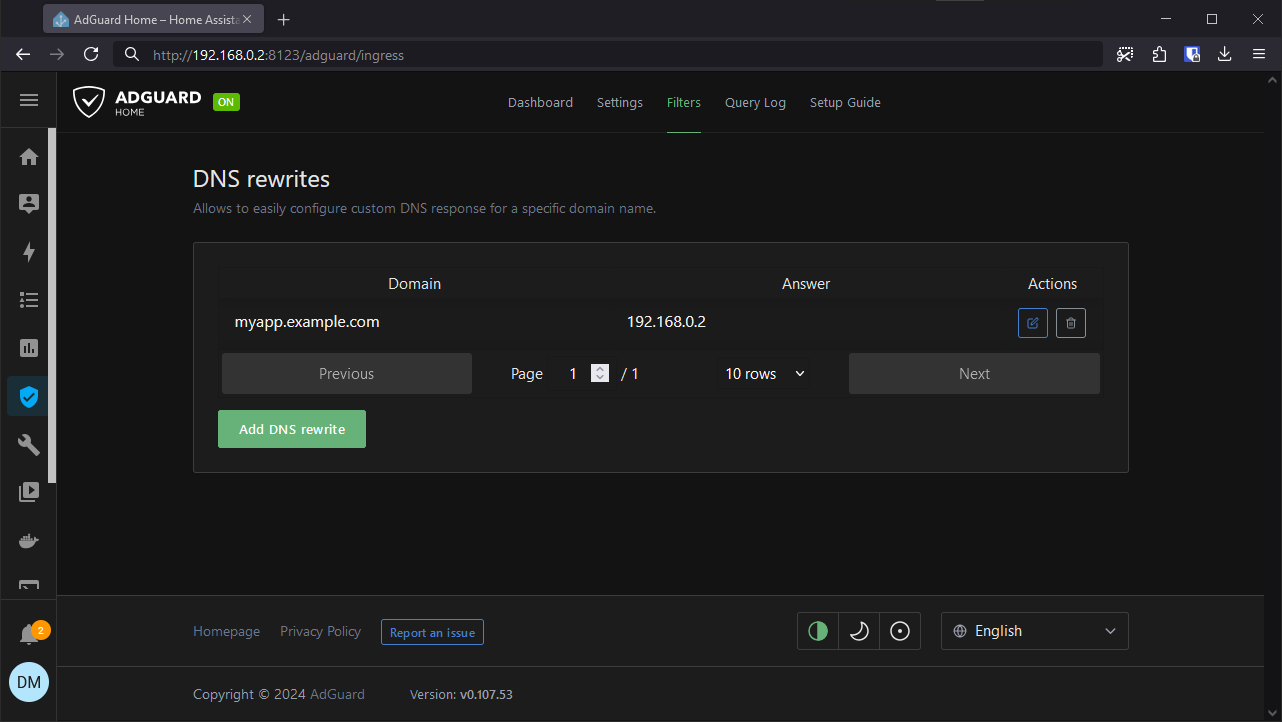 AdGuard Home – Home Assista
http://192.168.0.2:8123/adguard/ingress
ADGUARD
HOME
ON
Dashboard Settings Filters Query Log Setup Guide
DNS rewrites
Allows to easily configure custom DNS response for a specific domain name.
Domain Answer Actions
myapp.example.com 192.168.0.2
Previous Page 1 / 1 10 rows Next
Add DNS rewrite
2
Homepage Privacy Policy Report an issue English
DM
Copyright © 2024 AdGuard Version: v0.107.53